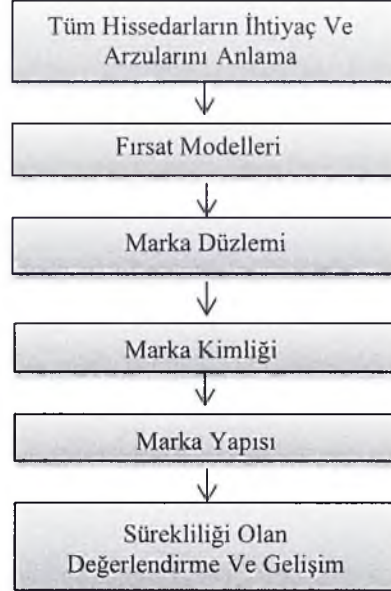 Tüm Hissedarların İhtiyaç Ve
Arzularını Anlama
Fırsat Modelleri
Marka Düzlemi
Marka Kimliği
Marka Yapısı
Sürekliliği Olan
Değerlendirme Ve Gelişim